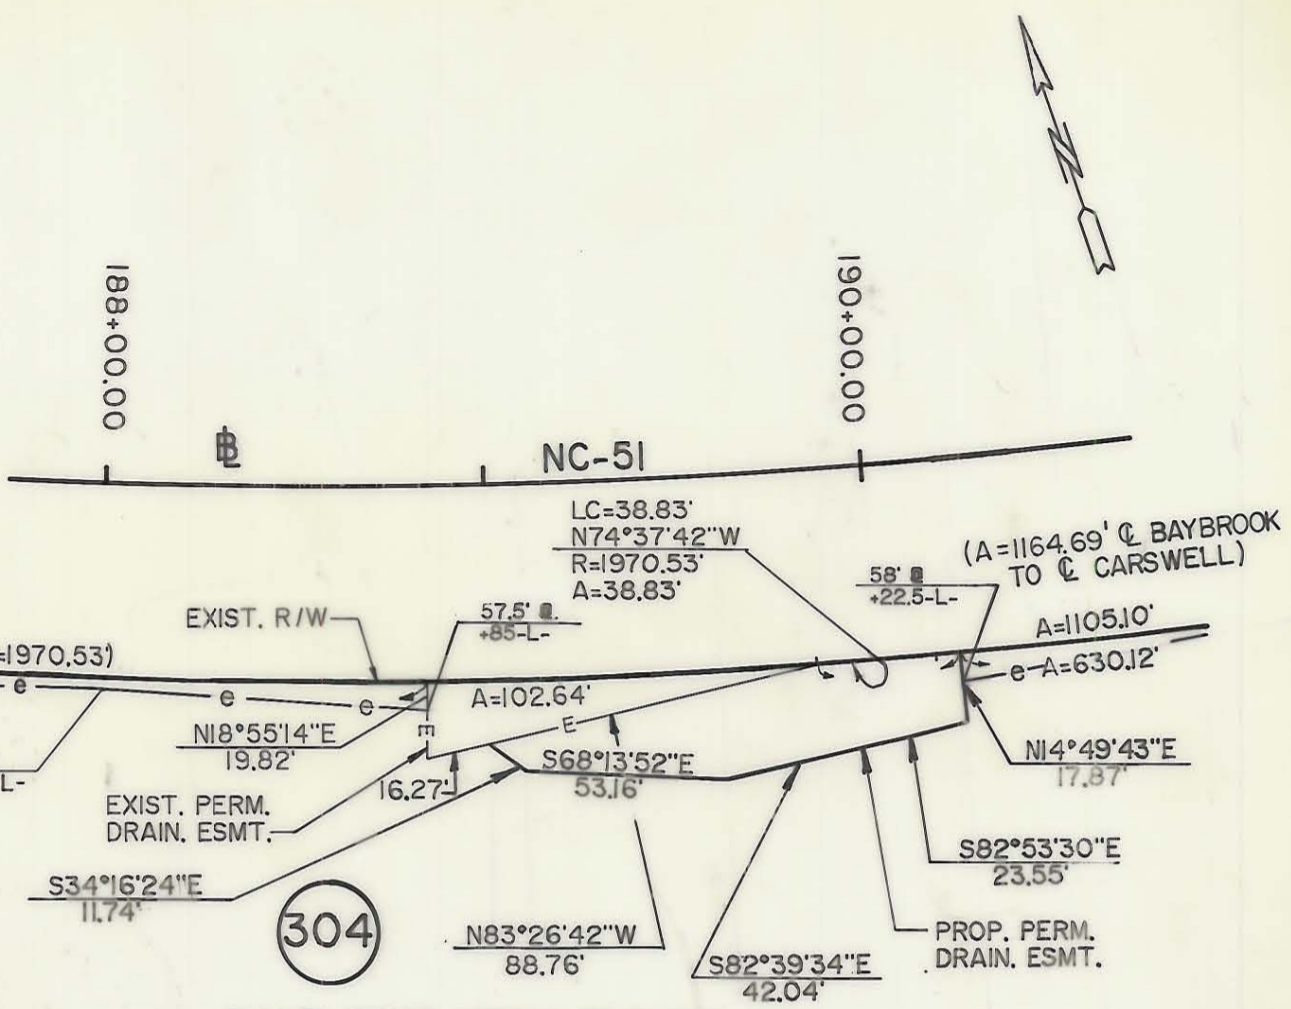 188+00.00
190+00.00
NC-51
LC=38.83'
N74°37'42"W
R=1970.53'
A=38.83'
(A=1164.69' ℄ BAYBROOK
TO ℄ CARSWELL)
58'
+22.5-L-
57.5'
+85-L-
EXIST. R/W
=1970.53')
A=1105.10'
e
e
e
A=102.64'
e A=630.12'
E
E
N18°55'14"E
19.82'
S68°13'52"E
53.16'
N14°49'43"E
17.87'
L-
16.27'
EXIST. PERM.
DRAIN. ESMT.
S82°53'30"E
23.55'
S34°16'24"E
11.74'
304
N83°26'42"W
88.76'
S82°39'34"E
42.04'
PROP. PERM.
DRAIN. ESMT.